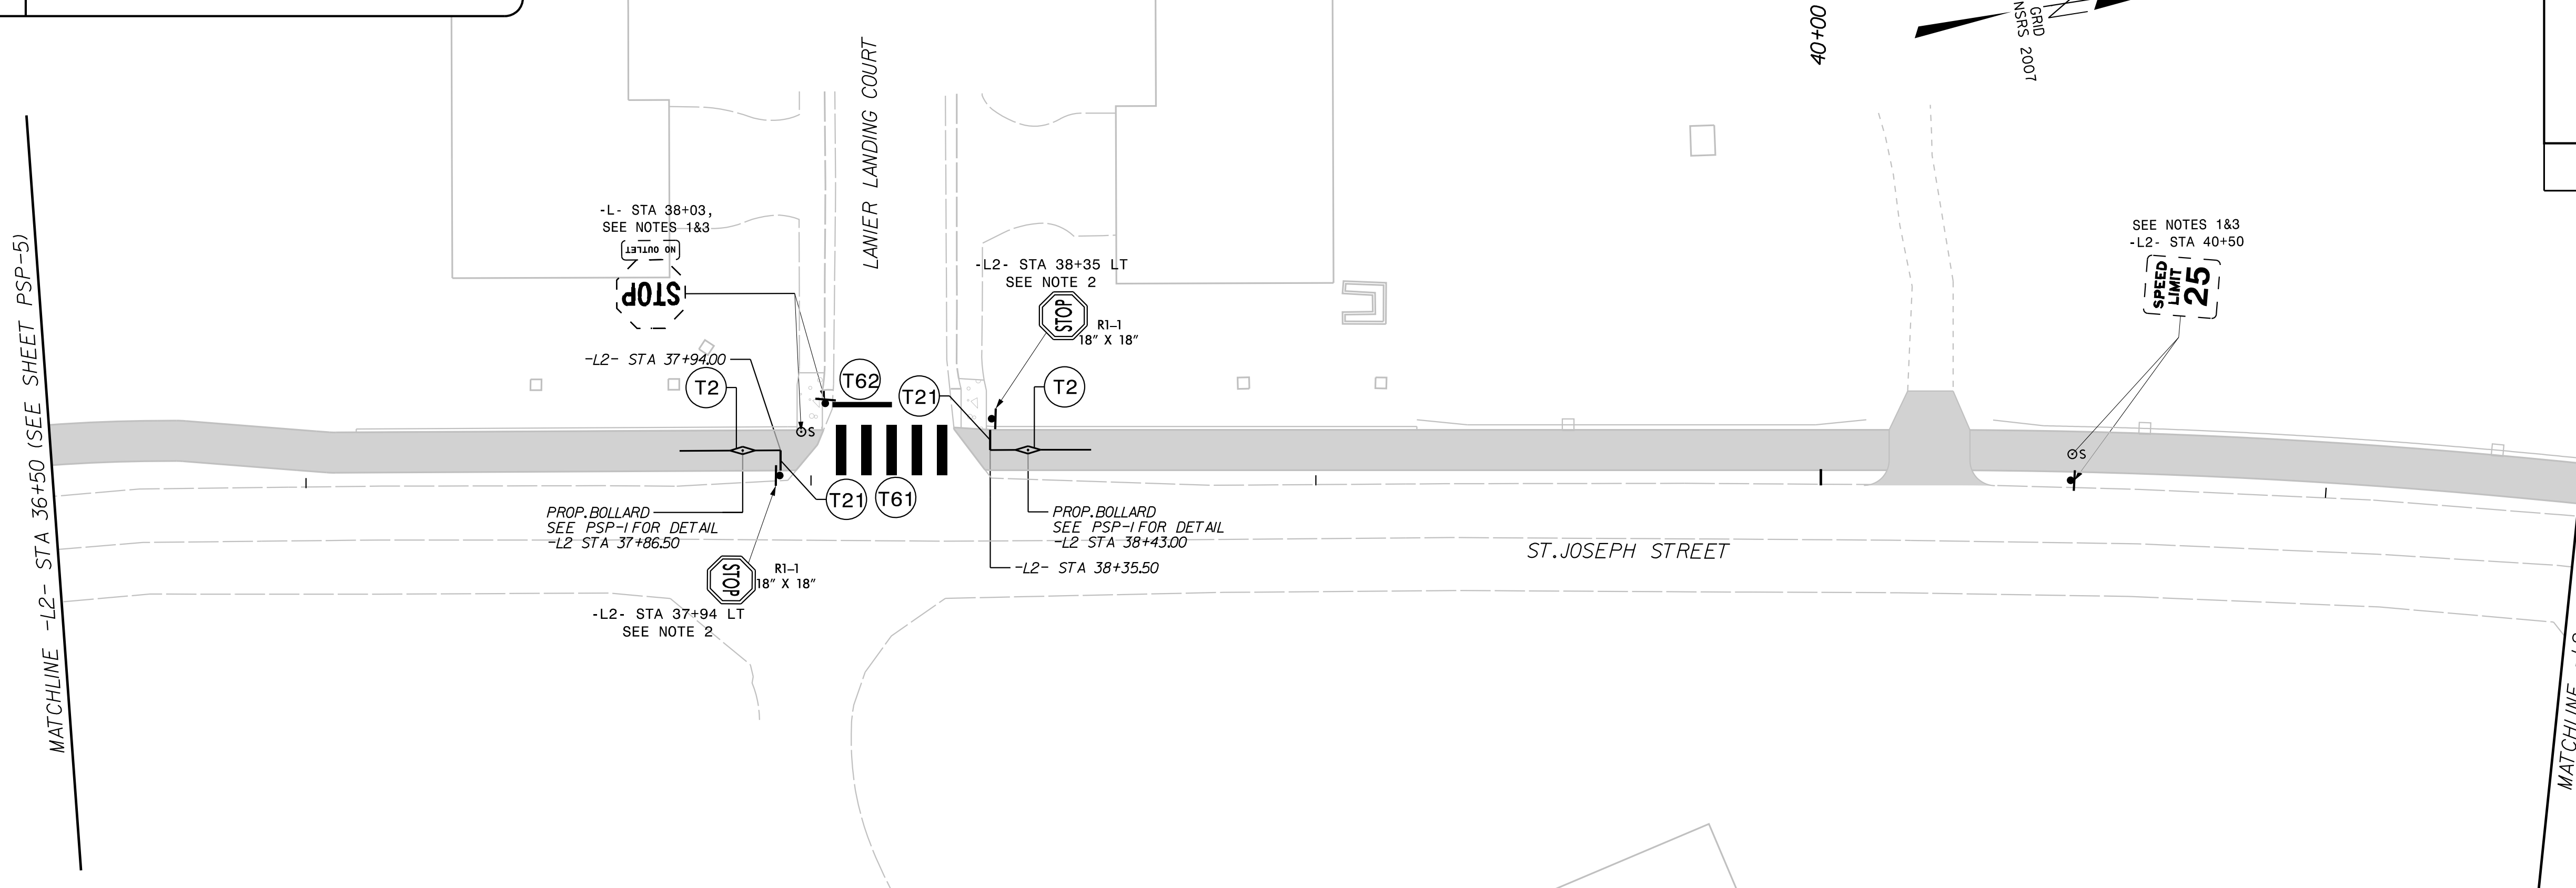 40+00
GRID
NSRS 2007
LANIER LANDING COURT
MATCHLINE -L2- STA 36+50 (SEE SHEET PSP-5)
-L- STA 38+03,
SEE NOTES 1&3
NO OUTLET
STOP
-L2- STA 38+35 LT
SEE NOTE 2
STOP
R1-1
18" X 18"
SEE NOTES 1&3
-L2- STA 40+50
SPEED
LIMIT
25
-L2- STA 37+94.00
T2
T62
T21
T2
S
S
T21
T61
PROP. BOLLARD
SEE PSP-1 FOR DETAIL
-L2 STA 37+86.50
PROP. BOLLARD
SEE PSP-1 FOR DETAIL
-L2 STA 38+43.00
-L2- STA 38+35.50
ST. JOSEPH STREET
STOP
R1-1
18" X 18"
-L2- STA 37+94 LT
SEE NOTE 2
MATCHLINE